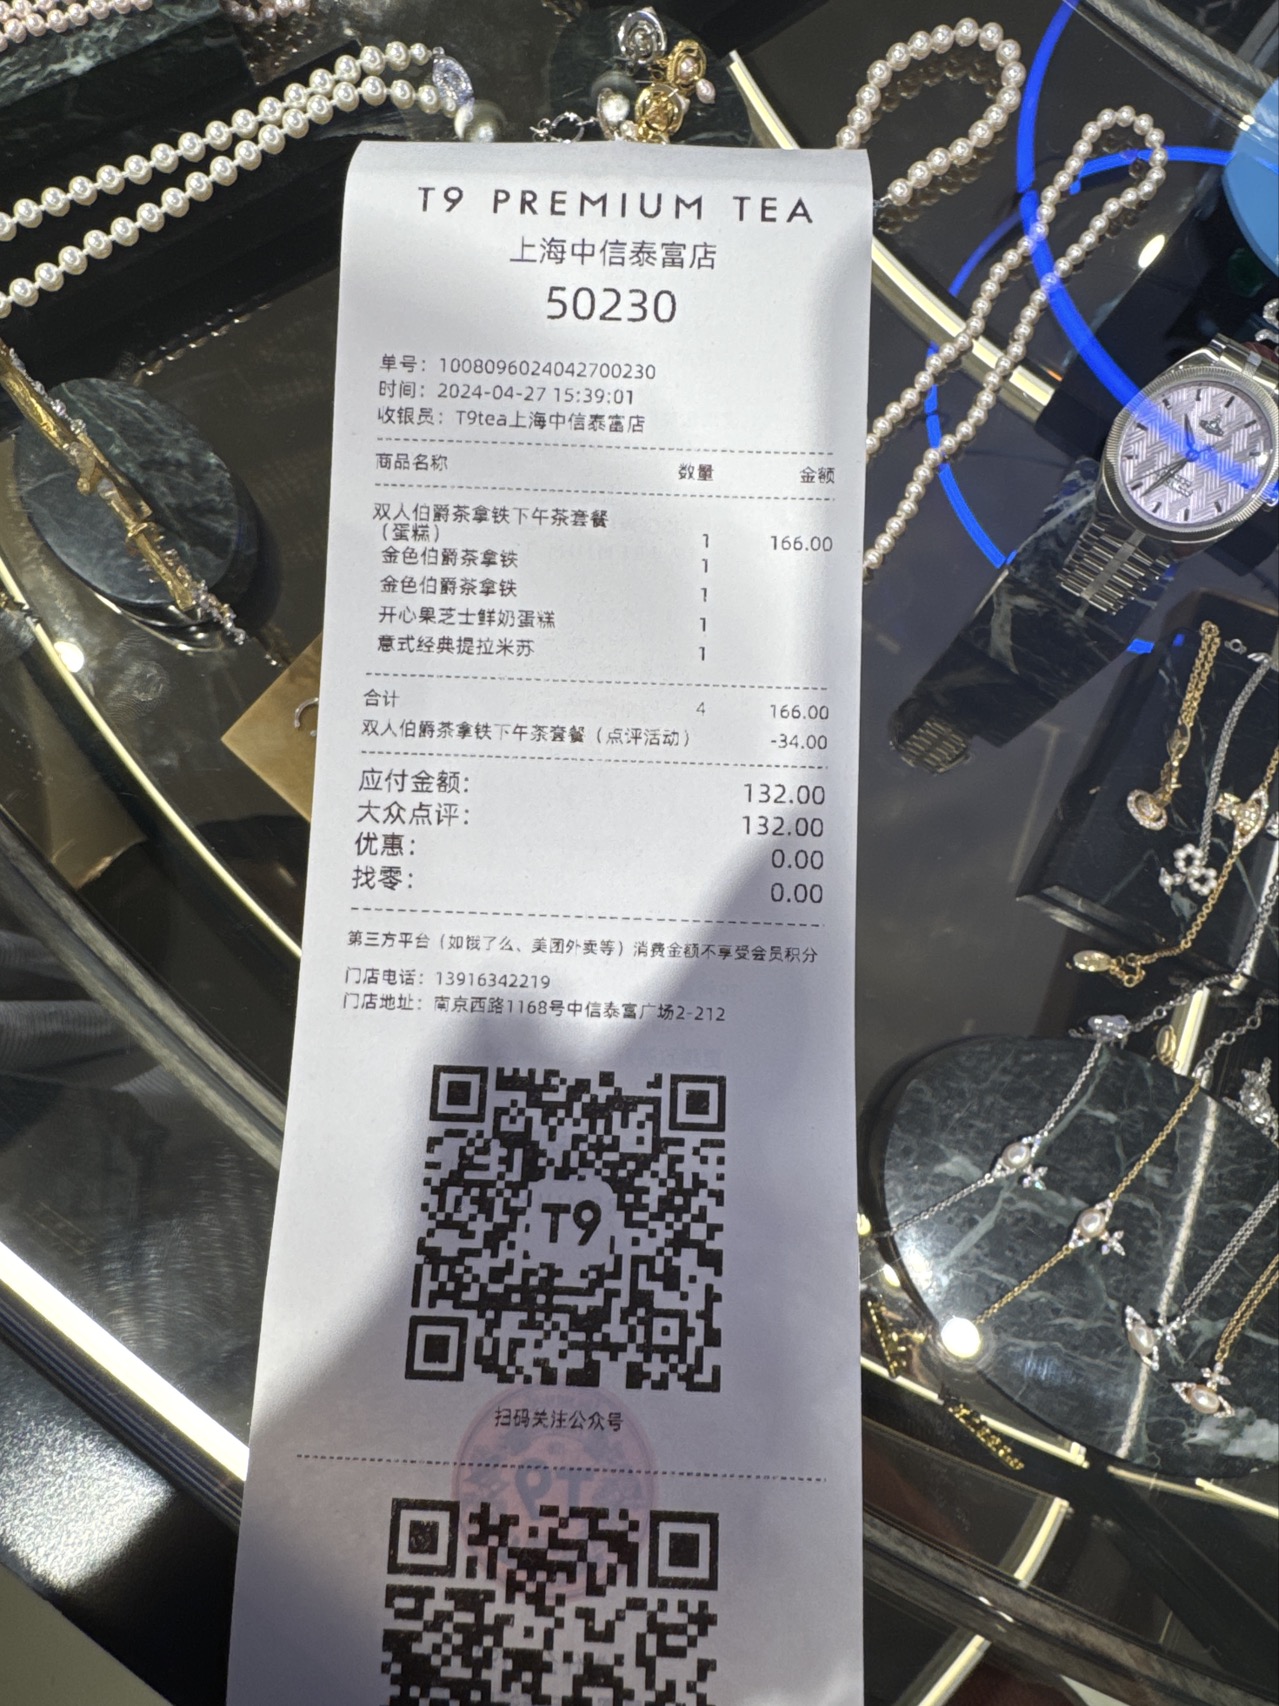 T9 PREMIUM TEA
上海中信泰富店
50230
单号：1008096024042700230
时间：2024-04-27 15:39:01
收银员：T9tea上海中信泰富店
商品名称 数量 金额
双人伯爵茶拿铁下午茶套餐
（蛋糕） 1 166.00
金色伯爵茶拿铁 1
金色伯爵茶拿铁 1
开心果芝士鲜奶蛋糕 1
意式经典提拉米苏 1
合计 4 166.00
双人伯爵茶拿铁下午茶套餐（点评活动） -34.00
应付金额： 132.00
大众点评： 132.00
优惠： 0.00
找零： 0.00
第三方平台（如饿了么、美团外卖等）消费金额不享受会员积分
门店电话：13916342219
门店地址：南京西路1168号中信泰富广场2-212
T9
扫码关注公众号